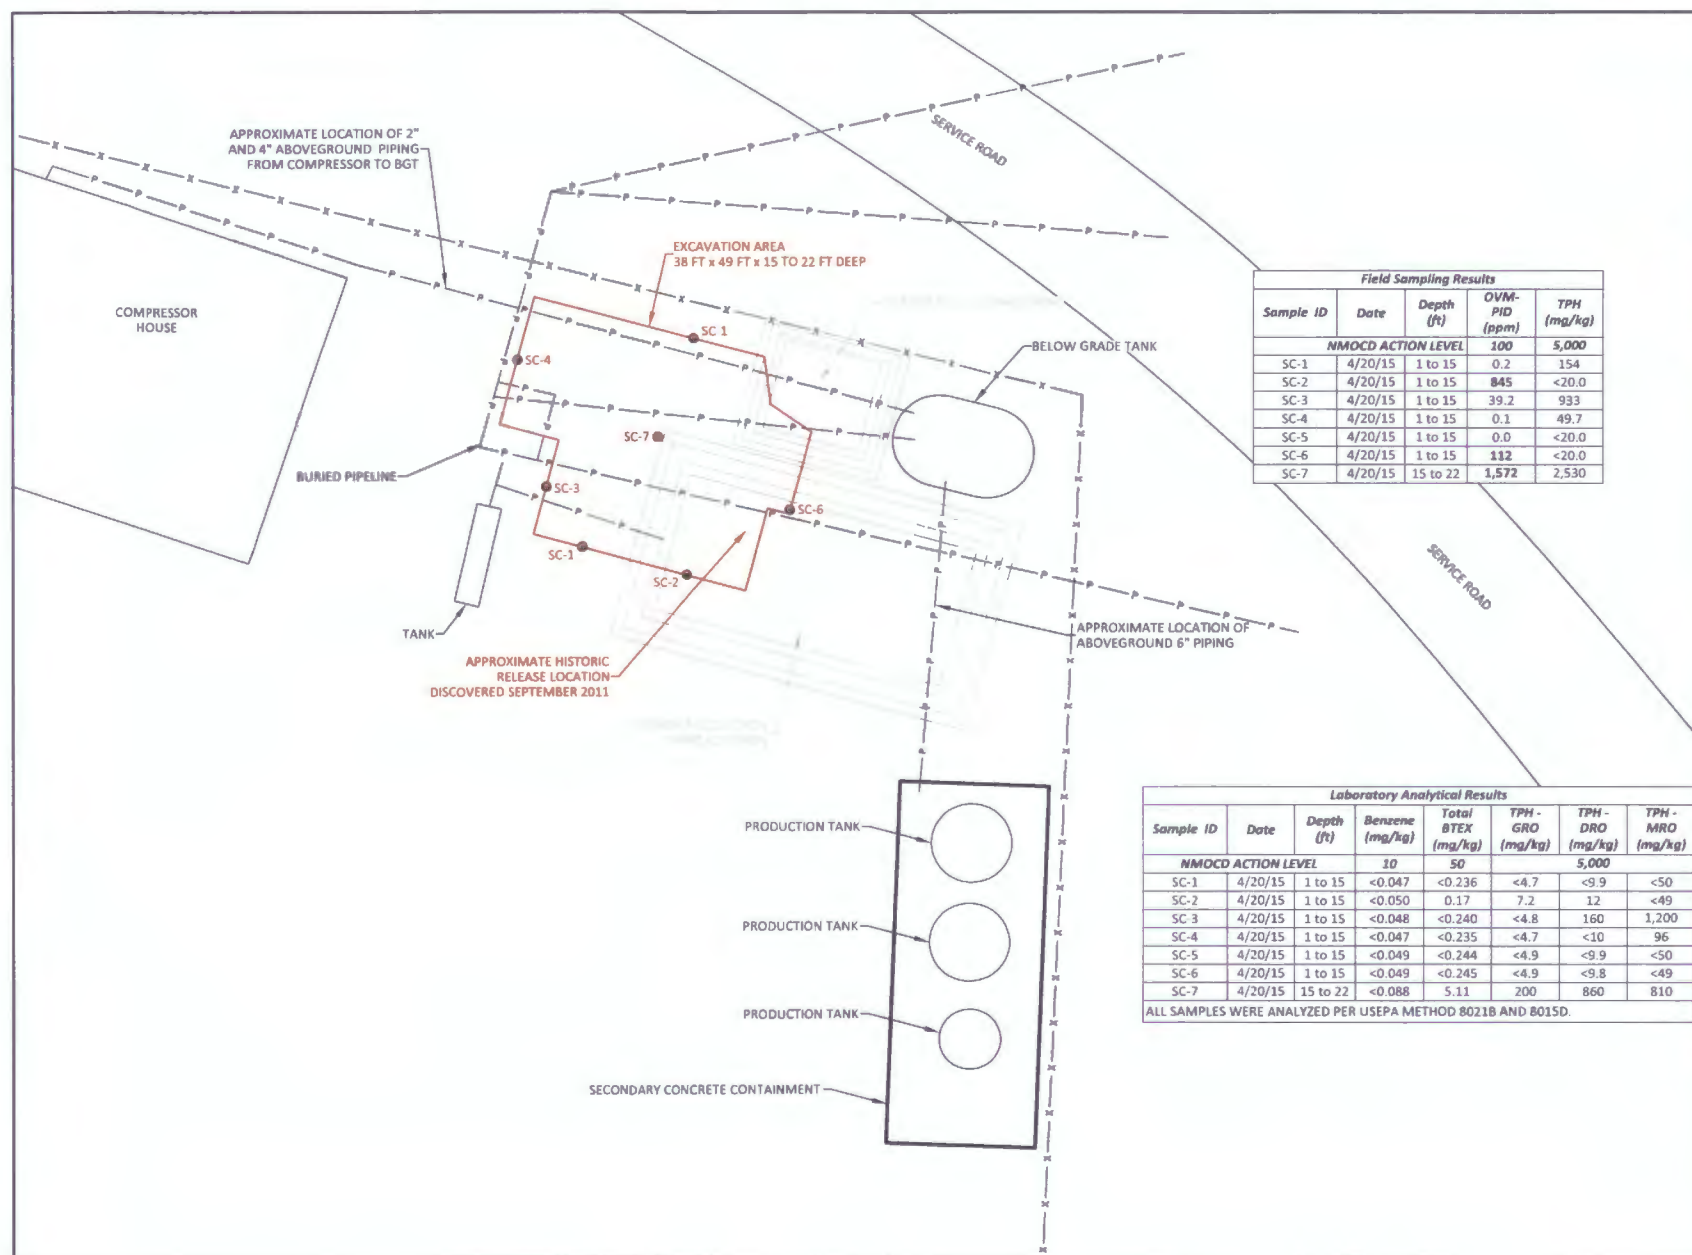 SERVICE ROAD
APPROXIMATE LOCATION OF 2"
AND 4" ABOVEGROUND PIPING
FROM COMPRESSOR TO BGT
EXCAVATION AREA
38 FT x 49 FT x 15 TO 22 FT DEEP
COMPRESSOR
HOUSE
SC 1
SC-4
BELOW GRADE TANK
SC-7
BURIED PIPELINE
SC-3
SC-6
SC-1
SC-2
SERVICE ROAD
TANK
APPROXIMATE LOCATION OF
ABOVEGROUND 6" PIPING
APPROXIMATE HISTORIC
RELEASE LOCATION
DISCOVERED SEPTEMBER 2011
PRODUCTION TANK
PRODUCTION TANK
PRODUCTION TANK
SECONDARY CONCRETE CONTAINMENT
Field Sampling Results
Sample ID Date Depth (ft) OVM-PID (ppm) TPH (mg/kg)
NMOCD ACTION LEVEL 100 5,000
SC-1 4/20/15 1 to 15 0.2 154
SC-2 4/20/15 1 to 15 845 <20.0
SC-3 4/20/15 1 to 15 39.2 933
SC-4 4/20/15 1 to 15 0.1 49.7
SC-5 4/20/15 1 to 15 0.0 <20.0
SC-6 4/20/15 1 to 15 112 <20.0
SC-7 4/20/15 15 to 22 1,572 2,530
Laboratory Analytical Results
Sample ID Date Depth (ft) Benzene (mg/kg) Total BTEX (mg/kg) TPH - GRO (mg/kg) TPH - DRO (mg/kg) TPH - MRO (mg/kg)
NMOCD ACTION LEVEL 10 50 5,000
SC-1 4/20/15 1 to 15 <0.047 <0.236 <4.7 <9.9 <50
SC-2 4/20/15 1 to 15 <0.050 0.17 7.2 12 <49
SC 3 4/20/15 1 to 15 <0.048 <0.240 <4.8 160 1,200
SC-4 4/20/15 1 to 15 <0.047 <0.235 <4.7 <10 96
SC-5 4/20/15 1 to 15 <0.049 <0.244 <4.9 <9.9 <50
SC-6 4/20/15 1 to 15 <0.049 <0.245 <4.9 <9.8 <49
SC-7 4/20/15 15 to 22 <0.088 5.11 200 860 810
ALL SAMPLES WERE ANALYZED PER USEPA METHOD 8021B AND 8015D.